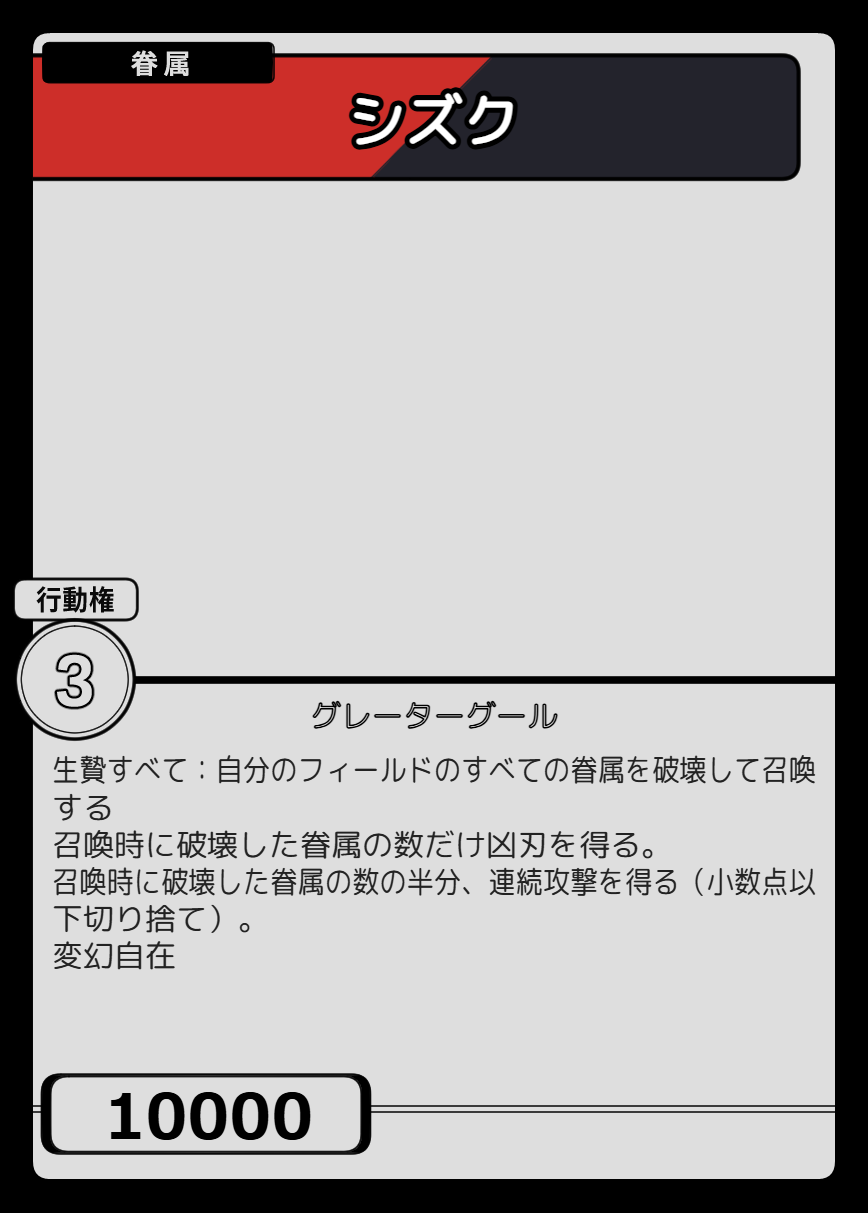 眷属
シズク
行動権
3
グレーターグール
生贄すべて：自分のフィールドのすべての眷属を破壊して召喚
する
召喚時に破壊した眷属の数だけ凶刃を得る。
召喚時に破壊した眷属の数の半分、連続攻撃を得る（小数点以
下切り捨て）。
変幻自在
10000